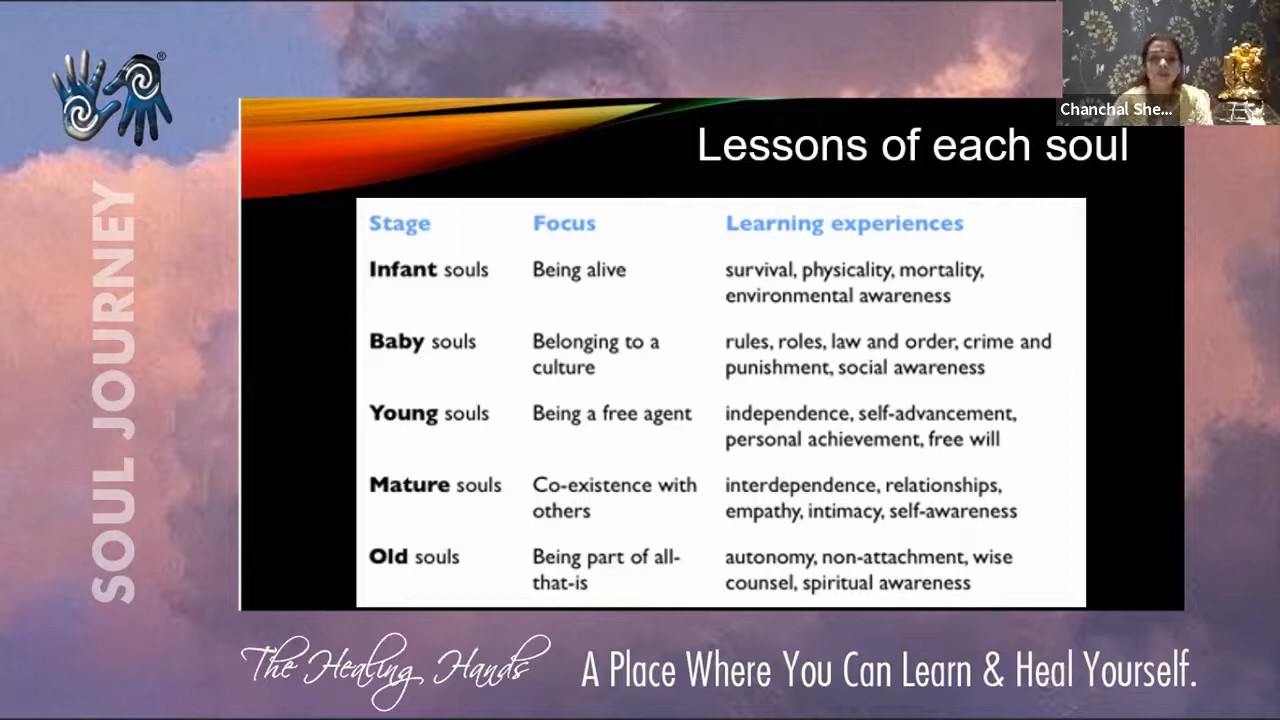 ®
Chanchal She...
SOUL JOURNEY
Lessons of each soul
Stage Focus Learning experiences
Infant souls Being alive survival, physicality, mortality,
environmental awareness
Baby souls Belonging to a rules, roles, law and order, crime and
culture punishment, social awareness
Young souls Being a free agent independence, self-advancement,
personal achievement, free will
Mature souls Co-existence with interdependence, relationships,
others empathy, intimacy, self-awareness
Old souls Being part of all- autonomy, non-attachment, wise
that-is counsel, spiritual awareness
The Healing Hands A Place Where You Can Learn & Heal Yourself.